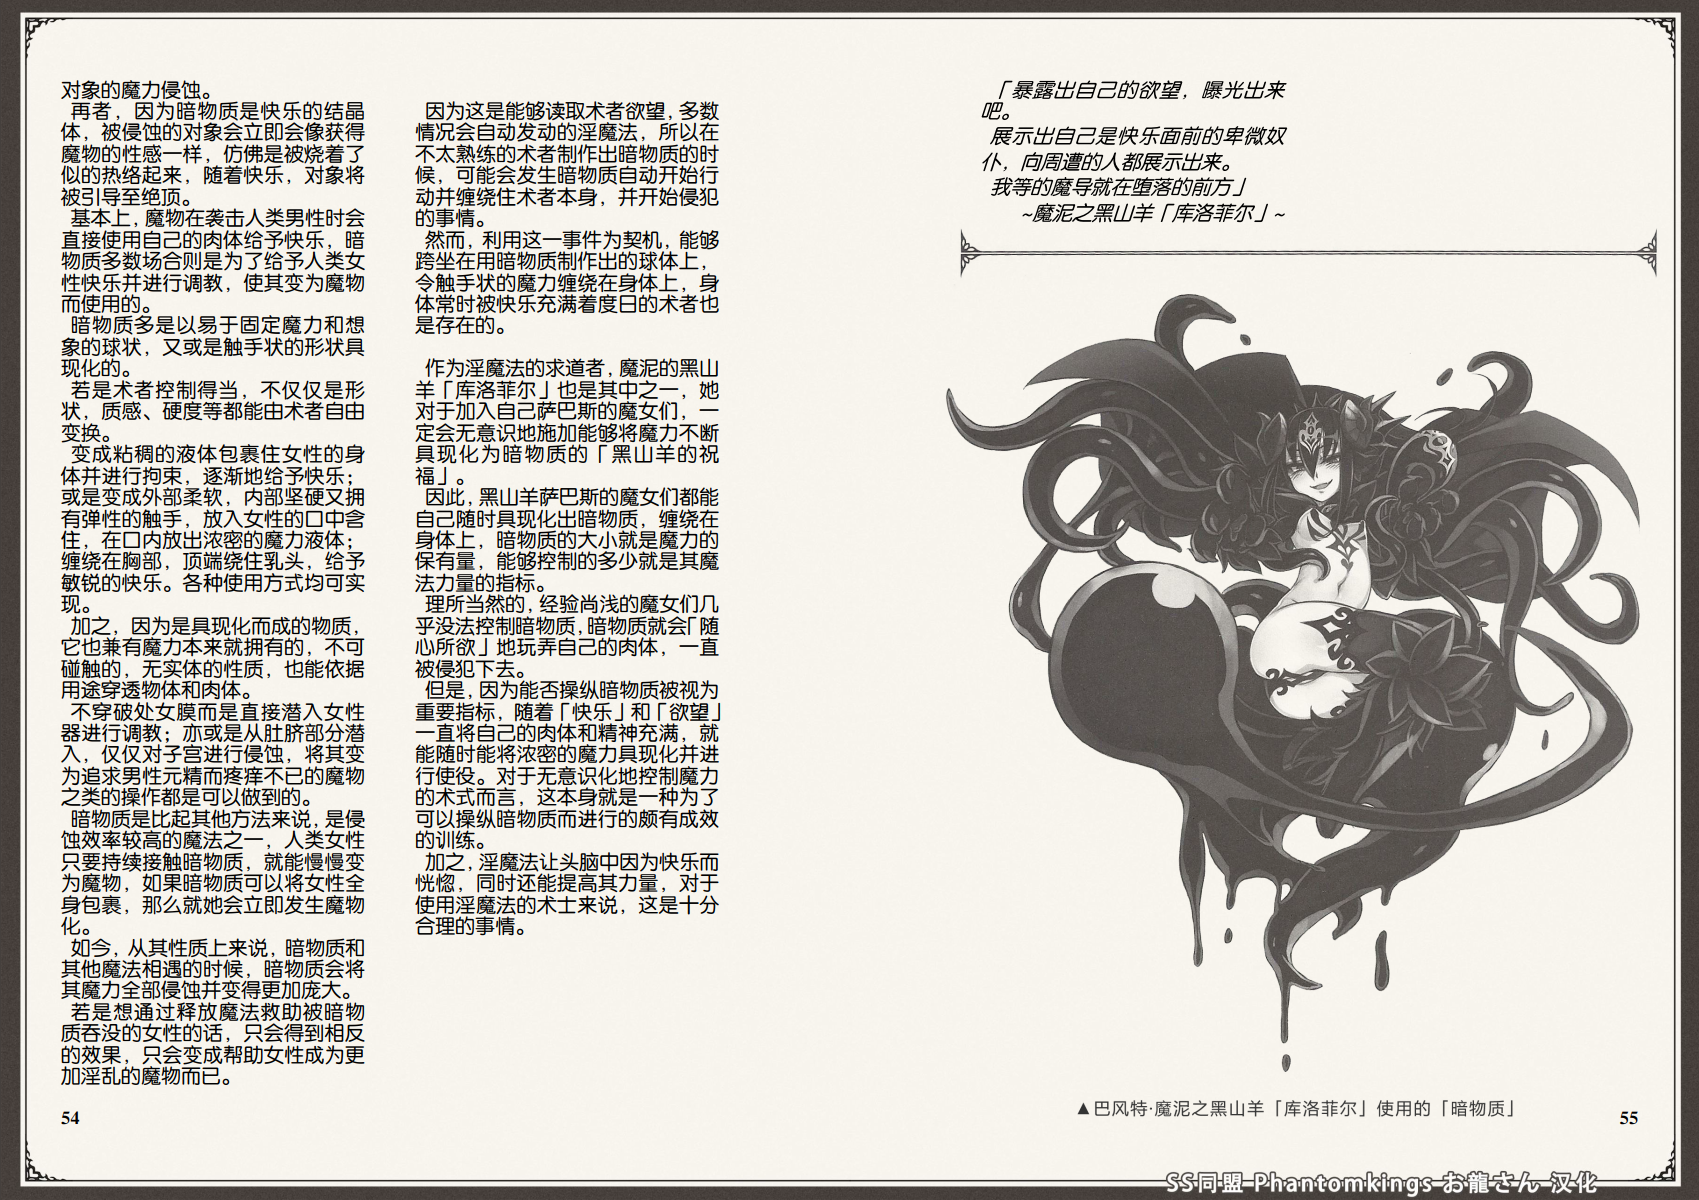 对象的魔力侵蚀。
再者，因为暗物质是快乐的结晶
体，被侵蚀的对象会立即会像获得
魔物的性感一样，仿佛是被烧着了
似的热络起来，随着快乐，对象将
被引导至绝顶。
基本上，魔物在袭击人类男性时会
直接使用自己的肉体给予快乐，暗
物质多数场合则是为了给予人类女
性快乐并进行调教，使其变为魔物
而使用的。
暗物质多是以易于固定魔力和想
象的球状，又或是触手状的形状具
现化的。
若是术者控制得当，不仅仅是形
状，质感、硬度等都能由术者自由
变换。
变成粘稠的液体包裹住女性的身
体并进行拘束，逐渐地给予快乐；
或是变成外部柔软，内部坚硬又拥
有弹性的触手，放入女性的口中含
住，在口内放出浓密的魔力液体；
缠绕在胸部，顶端绕住乳头，给予
敏锐的快乐。各种使用方式均可实
现。
加之，因为是具现化而成的物质，
它也兼有魔力本来就拥有的，不可
碰触的，无实体的性质，也能依据
用途穿透物体和肉体。
不穿破处女膜而是直接潜入女性
器进行调教；亦或是从肚脐部分潜
入，仅仅对子宫进行侵蚀，将其变
为追求男性元精而疼痒不已的魔物
之类的操作都是可以做到的。
暗物质是比起其他方法来说，是侵
蚀效率较高的魔法之一，人类女性
只要持续接触暗物质，就能慢慢变
为魔物，如果暗物质可以将女性全
身包裹，那么就她会立即发生魔物
化。
如今，从其性质上来说，暗物质和
其他魔法相遇的时候，暗物质会将
其魔力全部侵蚀并变得更加庞大。
若是想通过释放魔法救助被暗物
质吞没的女性的话，只会得到相反
的效果，只会变成帮助女性成为更
加淫乱的魔物而已。
54
因为这是能够读取术者欲望，多数
情况会自动发动的淫魔法，所以在
不太熟练的术者制作出暗物质的时
候，可能会发生暗物质自动开始行
动并缠绕住术者本身，并开始侵犯
的事情。
然而，利用这一事件为契机，能够
跨坐在用暗物质制作出的球体上，
令触手状的魔力缠绕在身体上，身
体常时被快乐充满着度日的术者也
是存在的。
作为淫魔法的求道者，魔泥的黑山
羊「库洛菲尔」也是其中之一，她
对于加入自己萨巴斯的魔女们，一
定会无意识地施加能够将魔力不断
具现化为暗物质的「黑山羊的祝
福」。
因此，黑山羊萨巴斯的魔女们都能
自己随时具现化出暗物质，缠绕在
身体上，暗物质的大小就是魔力的
保有量，能够控制的多少就是其魔
法力量的指标。
理所当然的，经验尚浅的魔女们几
乎没法控制暗物质，暗物质就会「随
心所欲」地玩弄自己的肉体，一直
被侵犯下去。
但是，因为能否操纵暗物质被视为
重要指标，随着「快乐」和「欲望」
一直将自己的肉体和精神充满，就
能随时能将浓密的魔力具现化并进
行使役。对于无意识化地控制魔力
的术式而言，这本身就是一种为了
可以操纵暗物质而进行的颇有成效
的训练。
加之，淫魔法让头脑中因为快乐而
恍惚，同时还能提高其力量，对于
使用淫魔法的术士来说，这是十分
合理的事情。
「暴露出自己的欲望，曝光出来
吧。
展示出自己是快乐面前的卑微奴
仆，向周遭的人都展示出来。
我等的魔导就在堕落的前方」
~魔泥之黑山羊「库洛菲尔」~
▲巴风特·魔泥之黑山羊「库洛菲尔」使用的「暗物质」
55
SS同盟 Phantomkings お龍さん 汉化